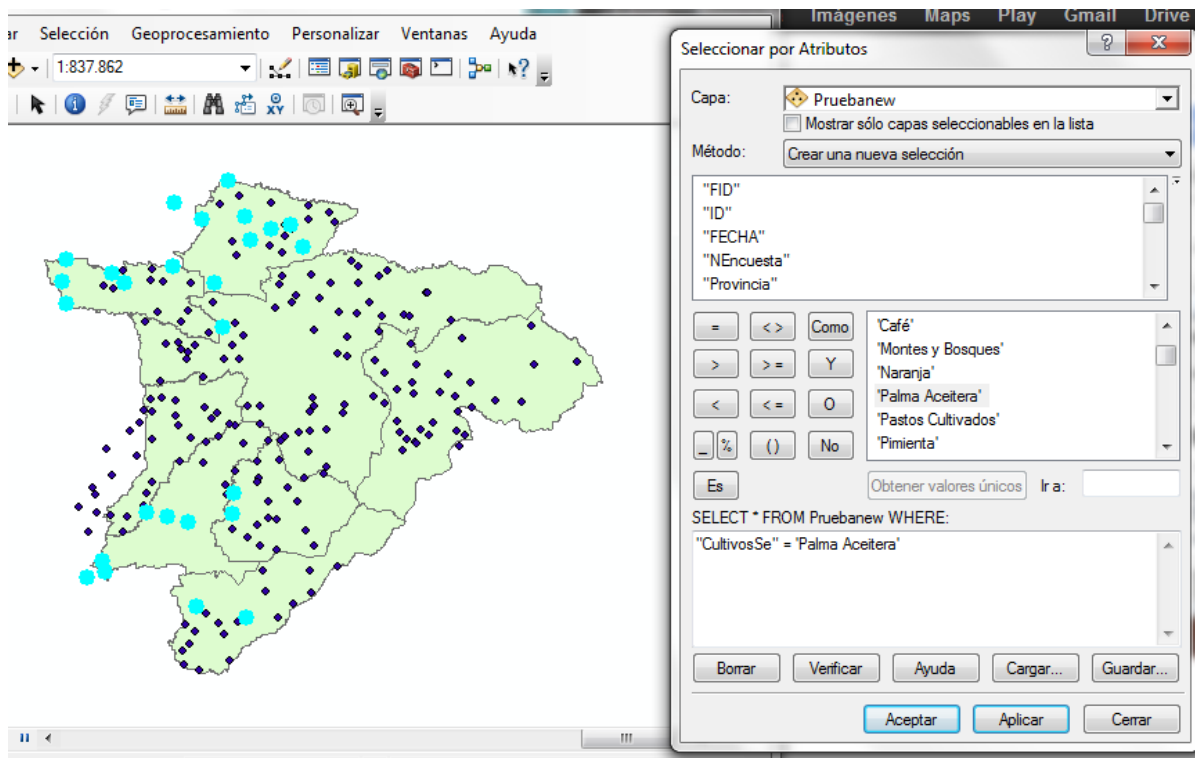 Imágenes Maps Play Gmail Drive
ar Selección Geoprocesamiento Personalizar Ventanas Ayuda
1:837.862
XY
Seleccionar por Atributos
Capa: Pruebanew
Mostrar sólo capas seleccionables en la lista
Método: Crear una nueva selección
"FID"
"ID"
"FECHA"
"NEncuesta"
"Provincia"
= < > Como
> > = Y
< < = O
_ % ( ) No
Es
'Café'
'Montes y Bosques'
'Naranja'
'Palma Aceitera'
'Pastos Cultivados'
'Pimienta'
Obtener valores únicos Ir a:
SELECT * FROM Pruebanew WHERE:
"CultivosSe" = 'Palma Aceitera'
Borrar Verificar Ayuda Cargar... Guardar...
Aceptar Aplicar Cerrar